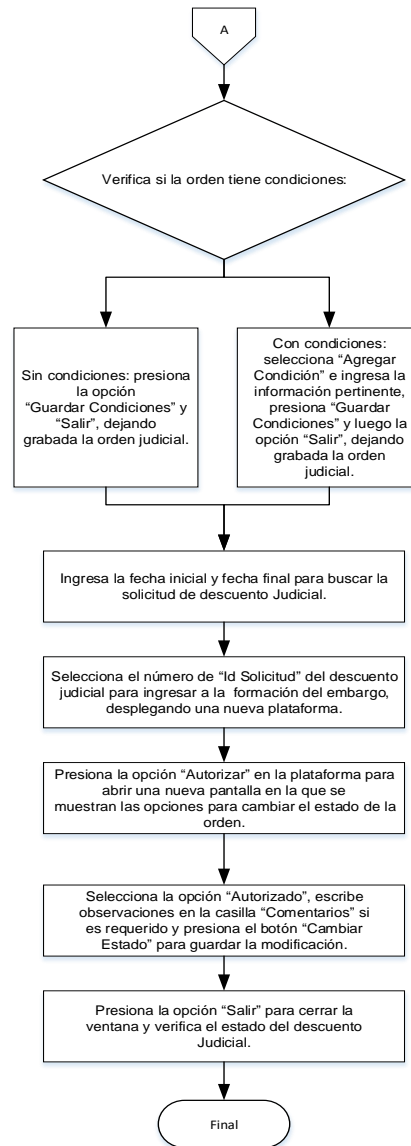 A
Verifica si la orden tiene condiciones:
Sin condiciones: presiona
la opción
“Guardar Condiciones” y
“Salir”, dejando
grabada la orden judicial.
Con condiciones:
selecciona “Agregar
Condición” e ingresa la
información pertinente,
presiona “Guardar
Condiciones” y luego la
opción “Salir”, dejando
grabada la orden
judicial.
Ingresa la fecha inicial y fecha final para buscar la
solicitud de descuento Judicial.
Selecciona el número de “Id Solicitud” del descuento
judicial para ingresar a la formación del embargo,
desplegando una nueva plataforma.
Presiona la opción “Autorizar” en la plataforma para
abrir una nueva pantalla en la que se
muestran las opciones para cambiar el estado de la
orden.
Selecciona la opción “Autorizado”, escribe
observaciones en la casilla “Comentarios” si
es requerido y presiona el botón “Cambiar
Estado” para guardar la modificación.
Presiona la opción “Salir” para cerrar la
ventana y verifica el estado del descuento
Judicial.
Final